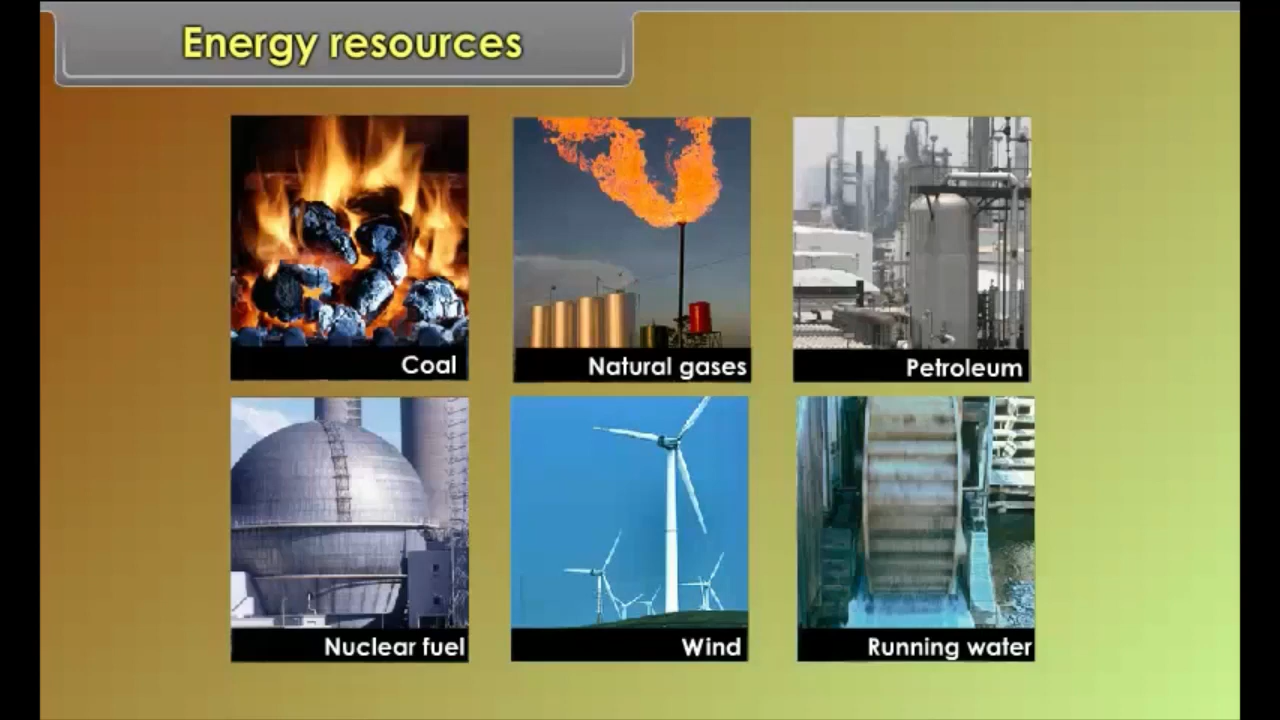 Energy resources
Coal
Natural gases
Petroleum
Nuclear fuel
Wind
Running water